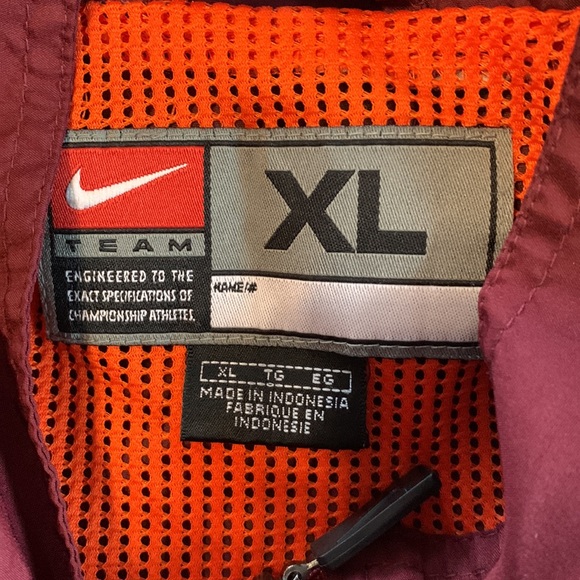 TEAM
ENGINEERED TO THE
EXACT SPECIFICATIONS OF
CHAMPIONSHIP ATHLETES.
XL
NAME/#
XL TG EG
MADE IN INDONESIA
FABRIQUE EN
INDONESIE